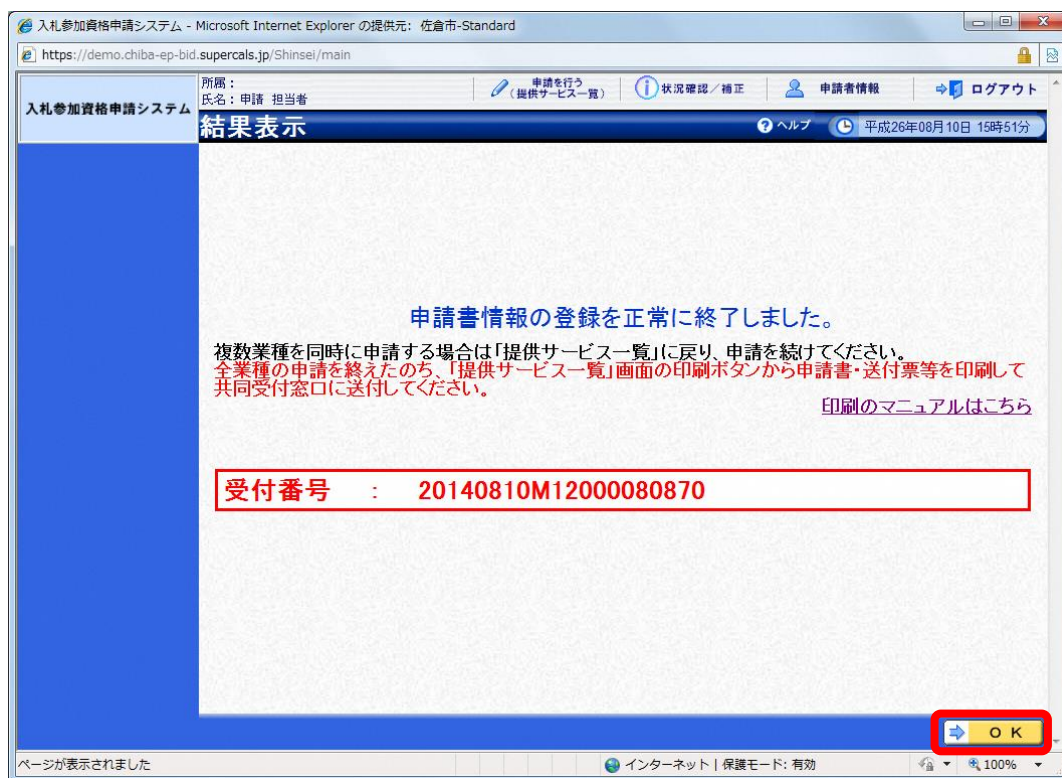 入札参加資格申請システム - Microsoft Internet Explorer の提供元: 佐倉市-Standard
https://demo.chiba-ep-bid.supercals.jp/Shinsei/main
入札参加資格申請システム
所属：
氏名：申請 担当者
申請を行う
（提供サービス一覧）
状況確認／補正
申請者情報
ログアウト
結果表示
ヘルプ
平成26年08月10日 15時51分
申請書情報の登録を正常に終了しました。
複数業種を同時に申請する場合は「提供サービス一覧」に戻り、申請を続けてください。
全業種の申請を終えたのち、「提供サービス一覧」画面の印刷ボタンから申請書・送付票等を印刷して
共同受付窓口に送付してください。
印刷のマニュアルはこちら
受付番号 ： 20140810M12000080870
ＯＫ
ページが表示されました
インターネット | 保護モード: 有効
100%